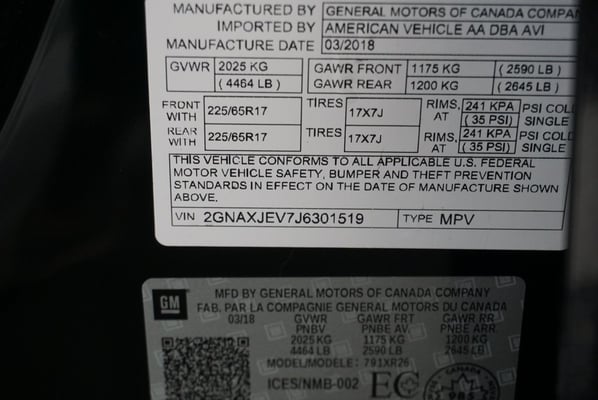 MANUFACTURED BY GENERAL MOTORS OF CANADA COMPAN
IMPORTED BY AMERICAN VEHICLE AA DBA AVI
MANUFACTURE DATE 03/2018
GVWR 2025 KG GAWR FRONT 1175 KG (2590 LB)
(4464 LB) GAWR REAR 1200 KG (2645 LB)
FRONT WITH 225/65R17 TIRES 17X7J RIMS, AT 241 KPA (35 PSI) PSI COLD SINGLE
REAR WITH 225/65R17 TIRES 17X7J RIMS, AT 241 KPA (35 PSI) PSI COLD SINGLE
THIS VEHICLE CONFORMS TO ALL APPLICABLE U.S. FEDERAL
MOTOR VEHICLE SAFETY, BUMPER AND THEFT PREVENTION
STANDARDS IN EFFECT ON THE DATE OF MANUFACTURE SHOWN
ABOVE.
VIN 2GNAXJEV7J6301519 TYPE MPV
GM
MFD BY GENERAL MOTORS OF CANADA COMPANY
FAB. PAR LA COMPAGNIE GENERAL MOTORS DU CANADA
03/18 GVWR GAWR FRT GAWR RR
PNBV PNBE AV. PNBE ARR.
2025 KG 1175 KG 1200 KG
4464 LB 2590 LB 2645 LB
MODEL/MODELE: 791XR26
ICES/NMB-002 EC CANADA